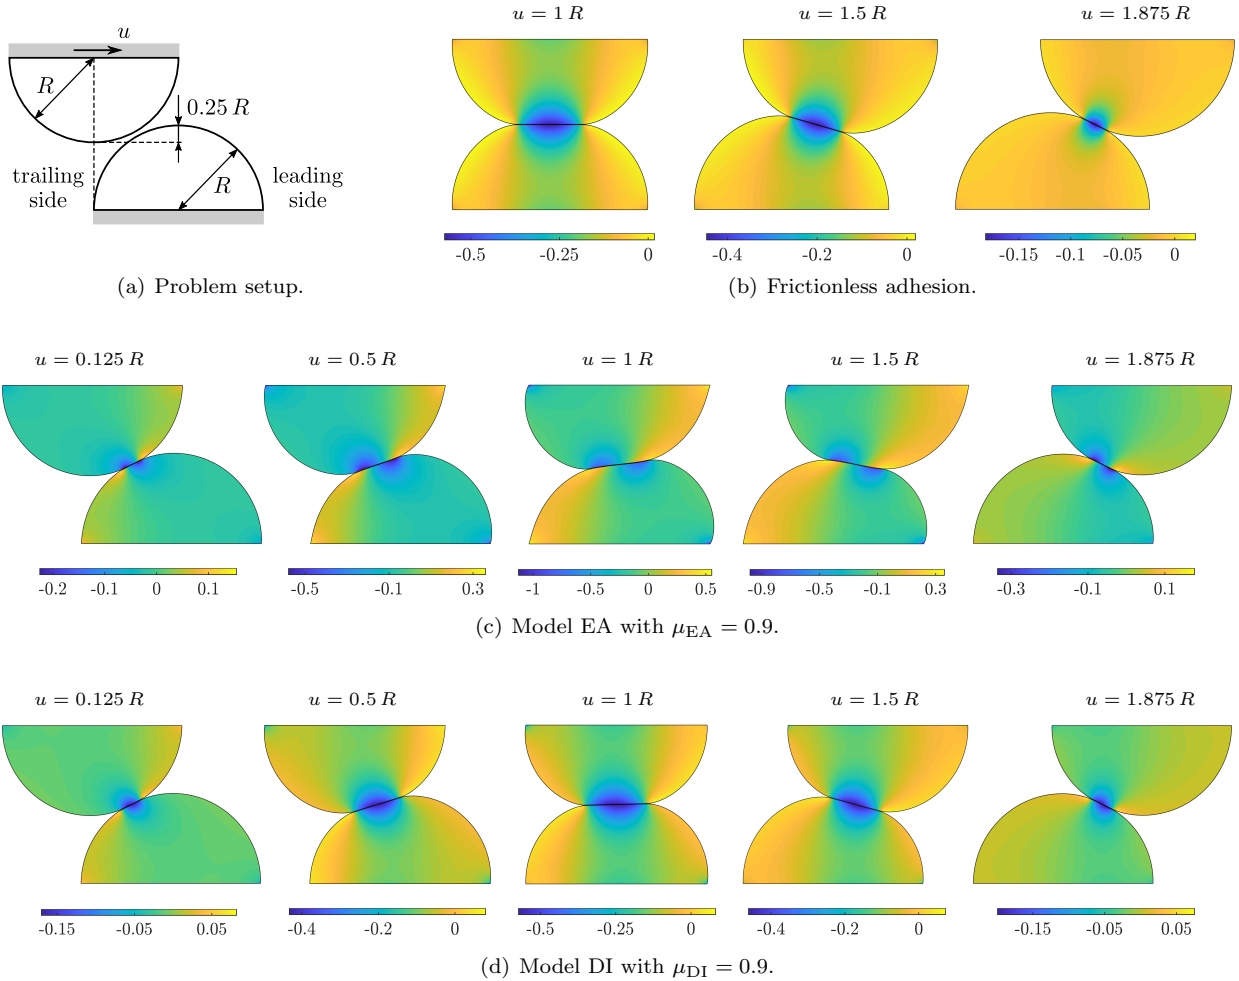 u
R
0.25 R
trailing side
R
leading side
(a) Problem setup.
u = 1 R
u = 1.5 R
u = 1.875 R
-0.5 -0.25 0
-0.4 -0.2 0
-0.15 -0.1 -0.05 0
(b) Frictionless adhesion.
u = 0.125 R
u = 0.5 R
u = 1 R
u = 1.5 R
u = 1.875 R
-0.2 -0.1 0 0.1
-0.5 -0.1 0.3
-1 -0.5 0 0.5
-0.9 -0.5 -0.1 0.3
-0.3 -0.1 0.1
(c) Model EA with μEA = 0.9.
u = 0.125 R
u = 0.5 R
u = 1 R
u = 1.5 R
u = 1.875 R
-0.15 -0.05 0.05
-0.4 -0.2 0
-0.5 -0.25 0
-0.4 -0.2 0
-0.15 -0.05 0.05
(d) Model DI with μDI = 0.9.